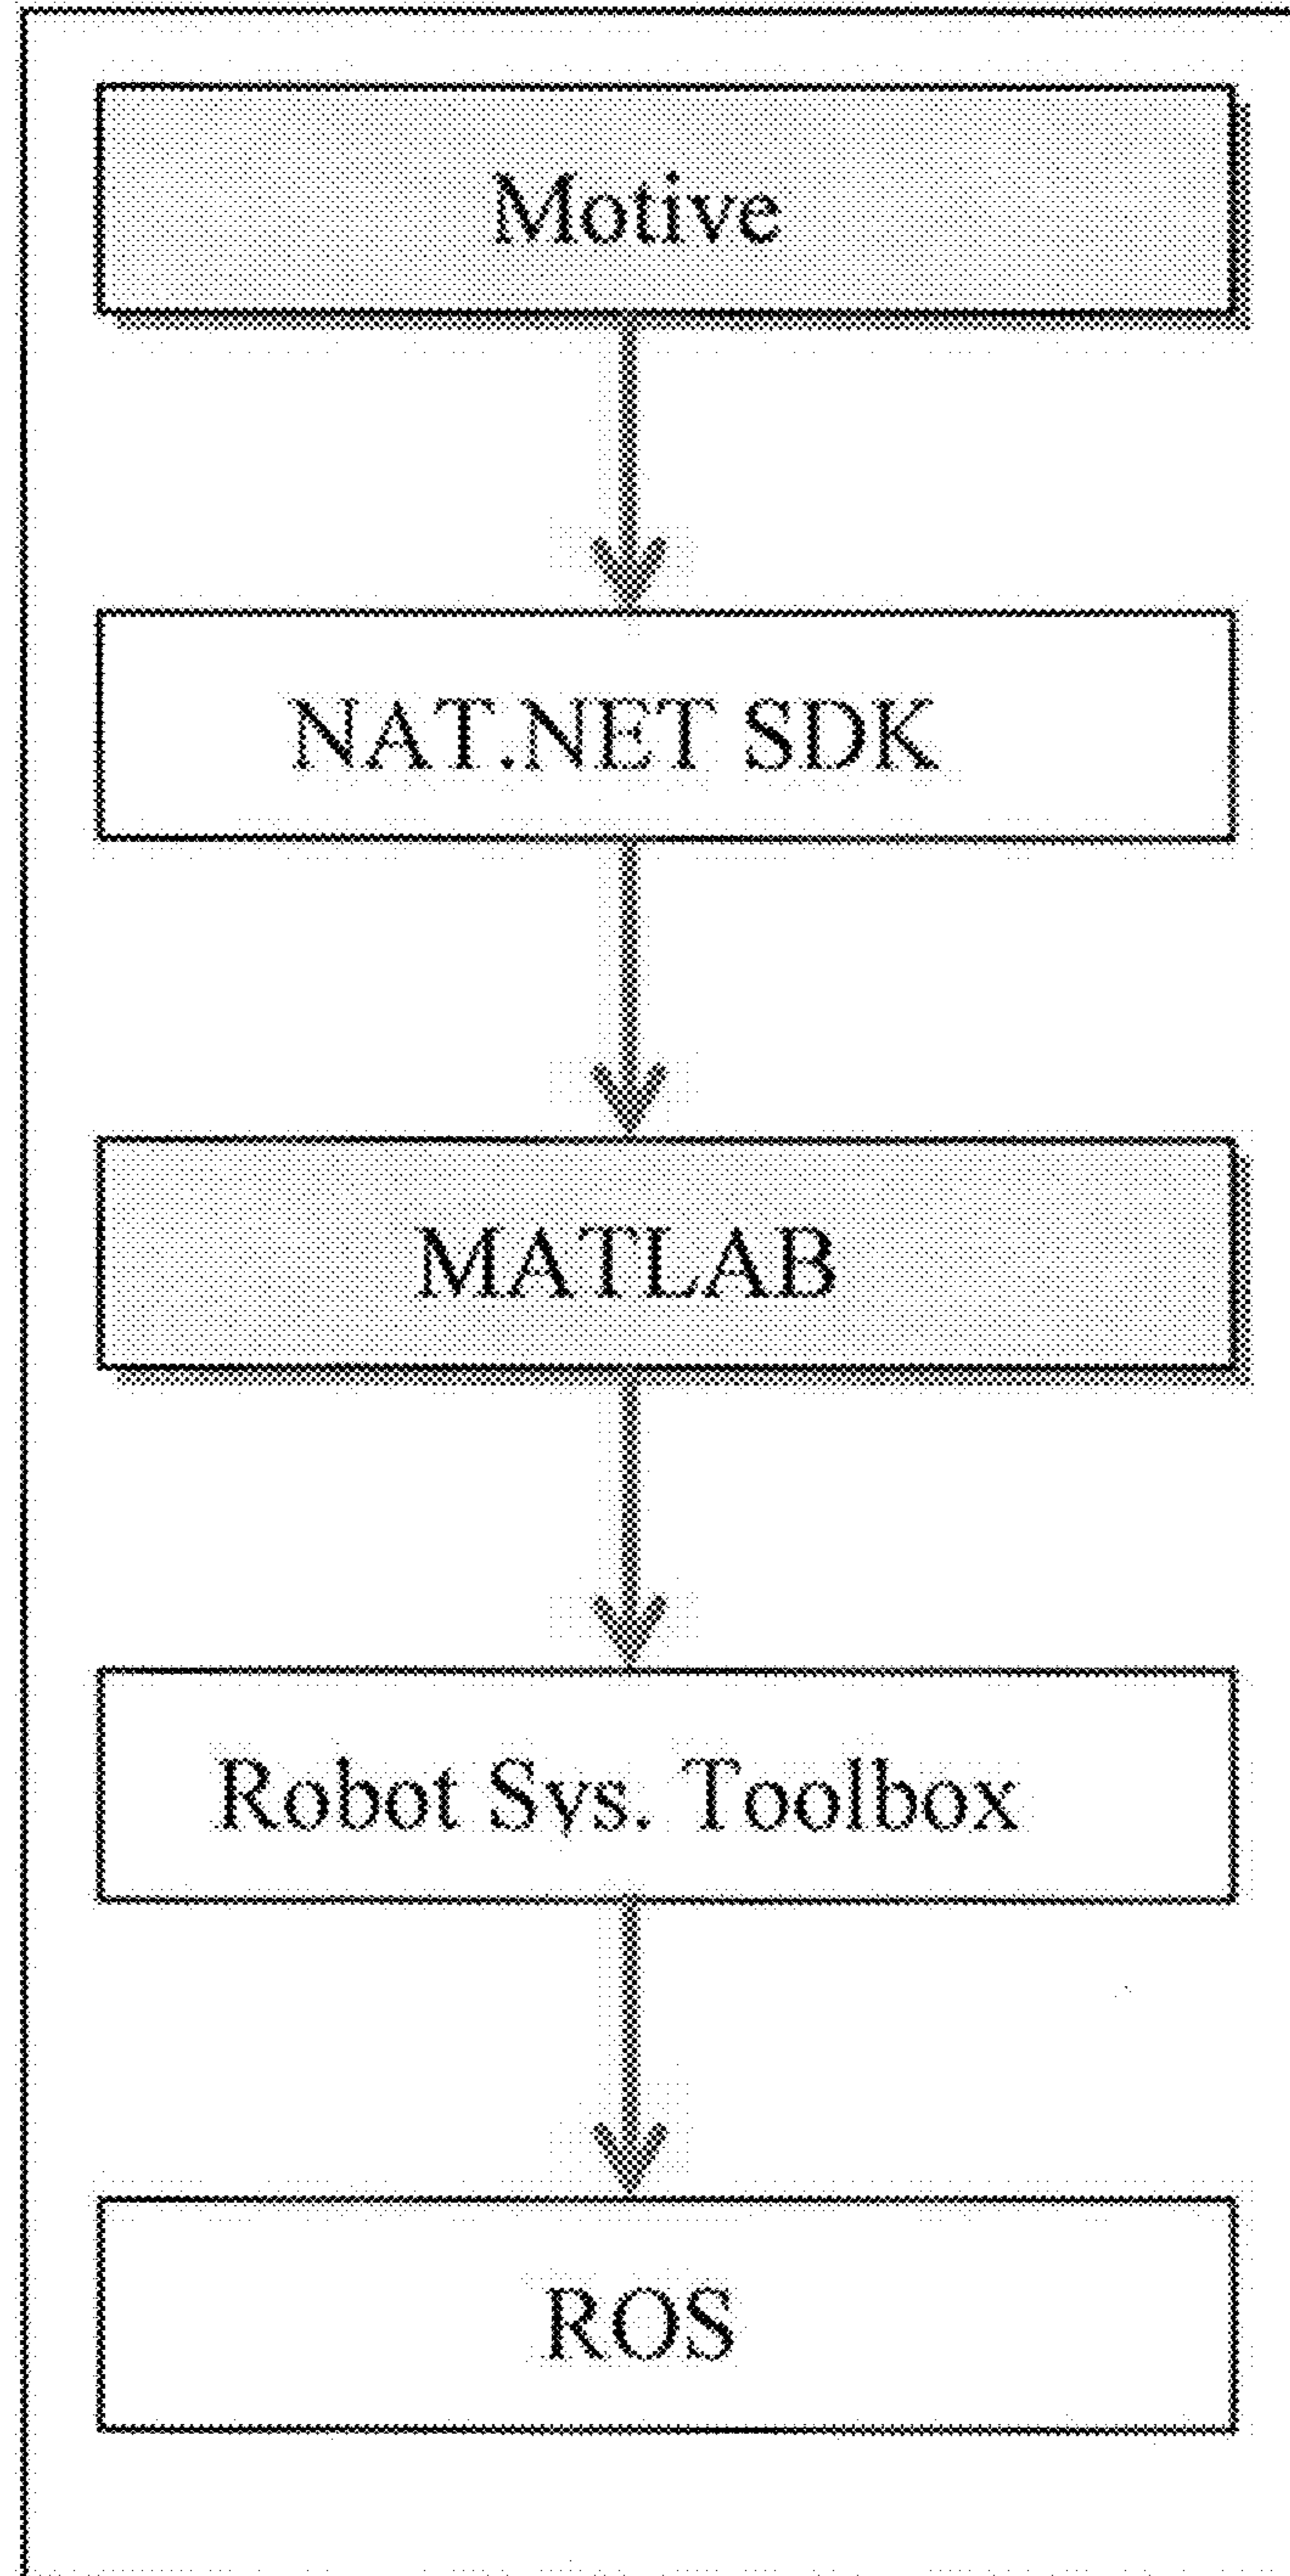 Motive
NAT.NET SDK
MATLAB
Robot Sys. Toolbox
ROS